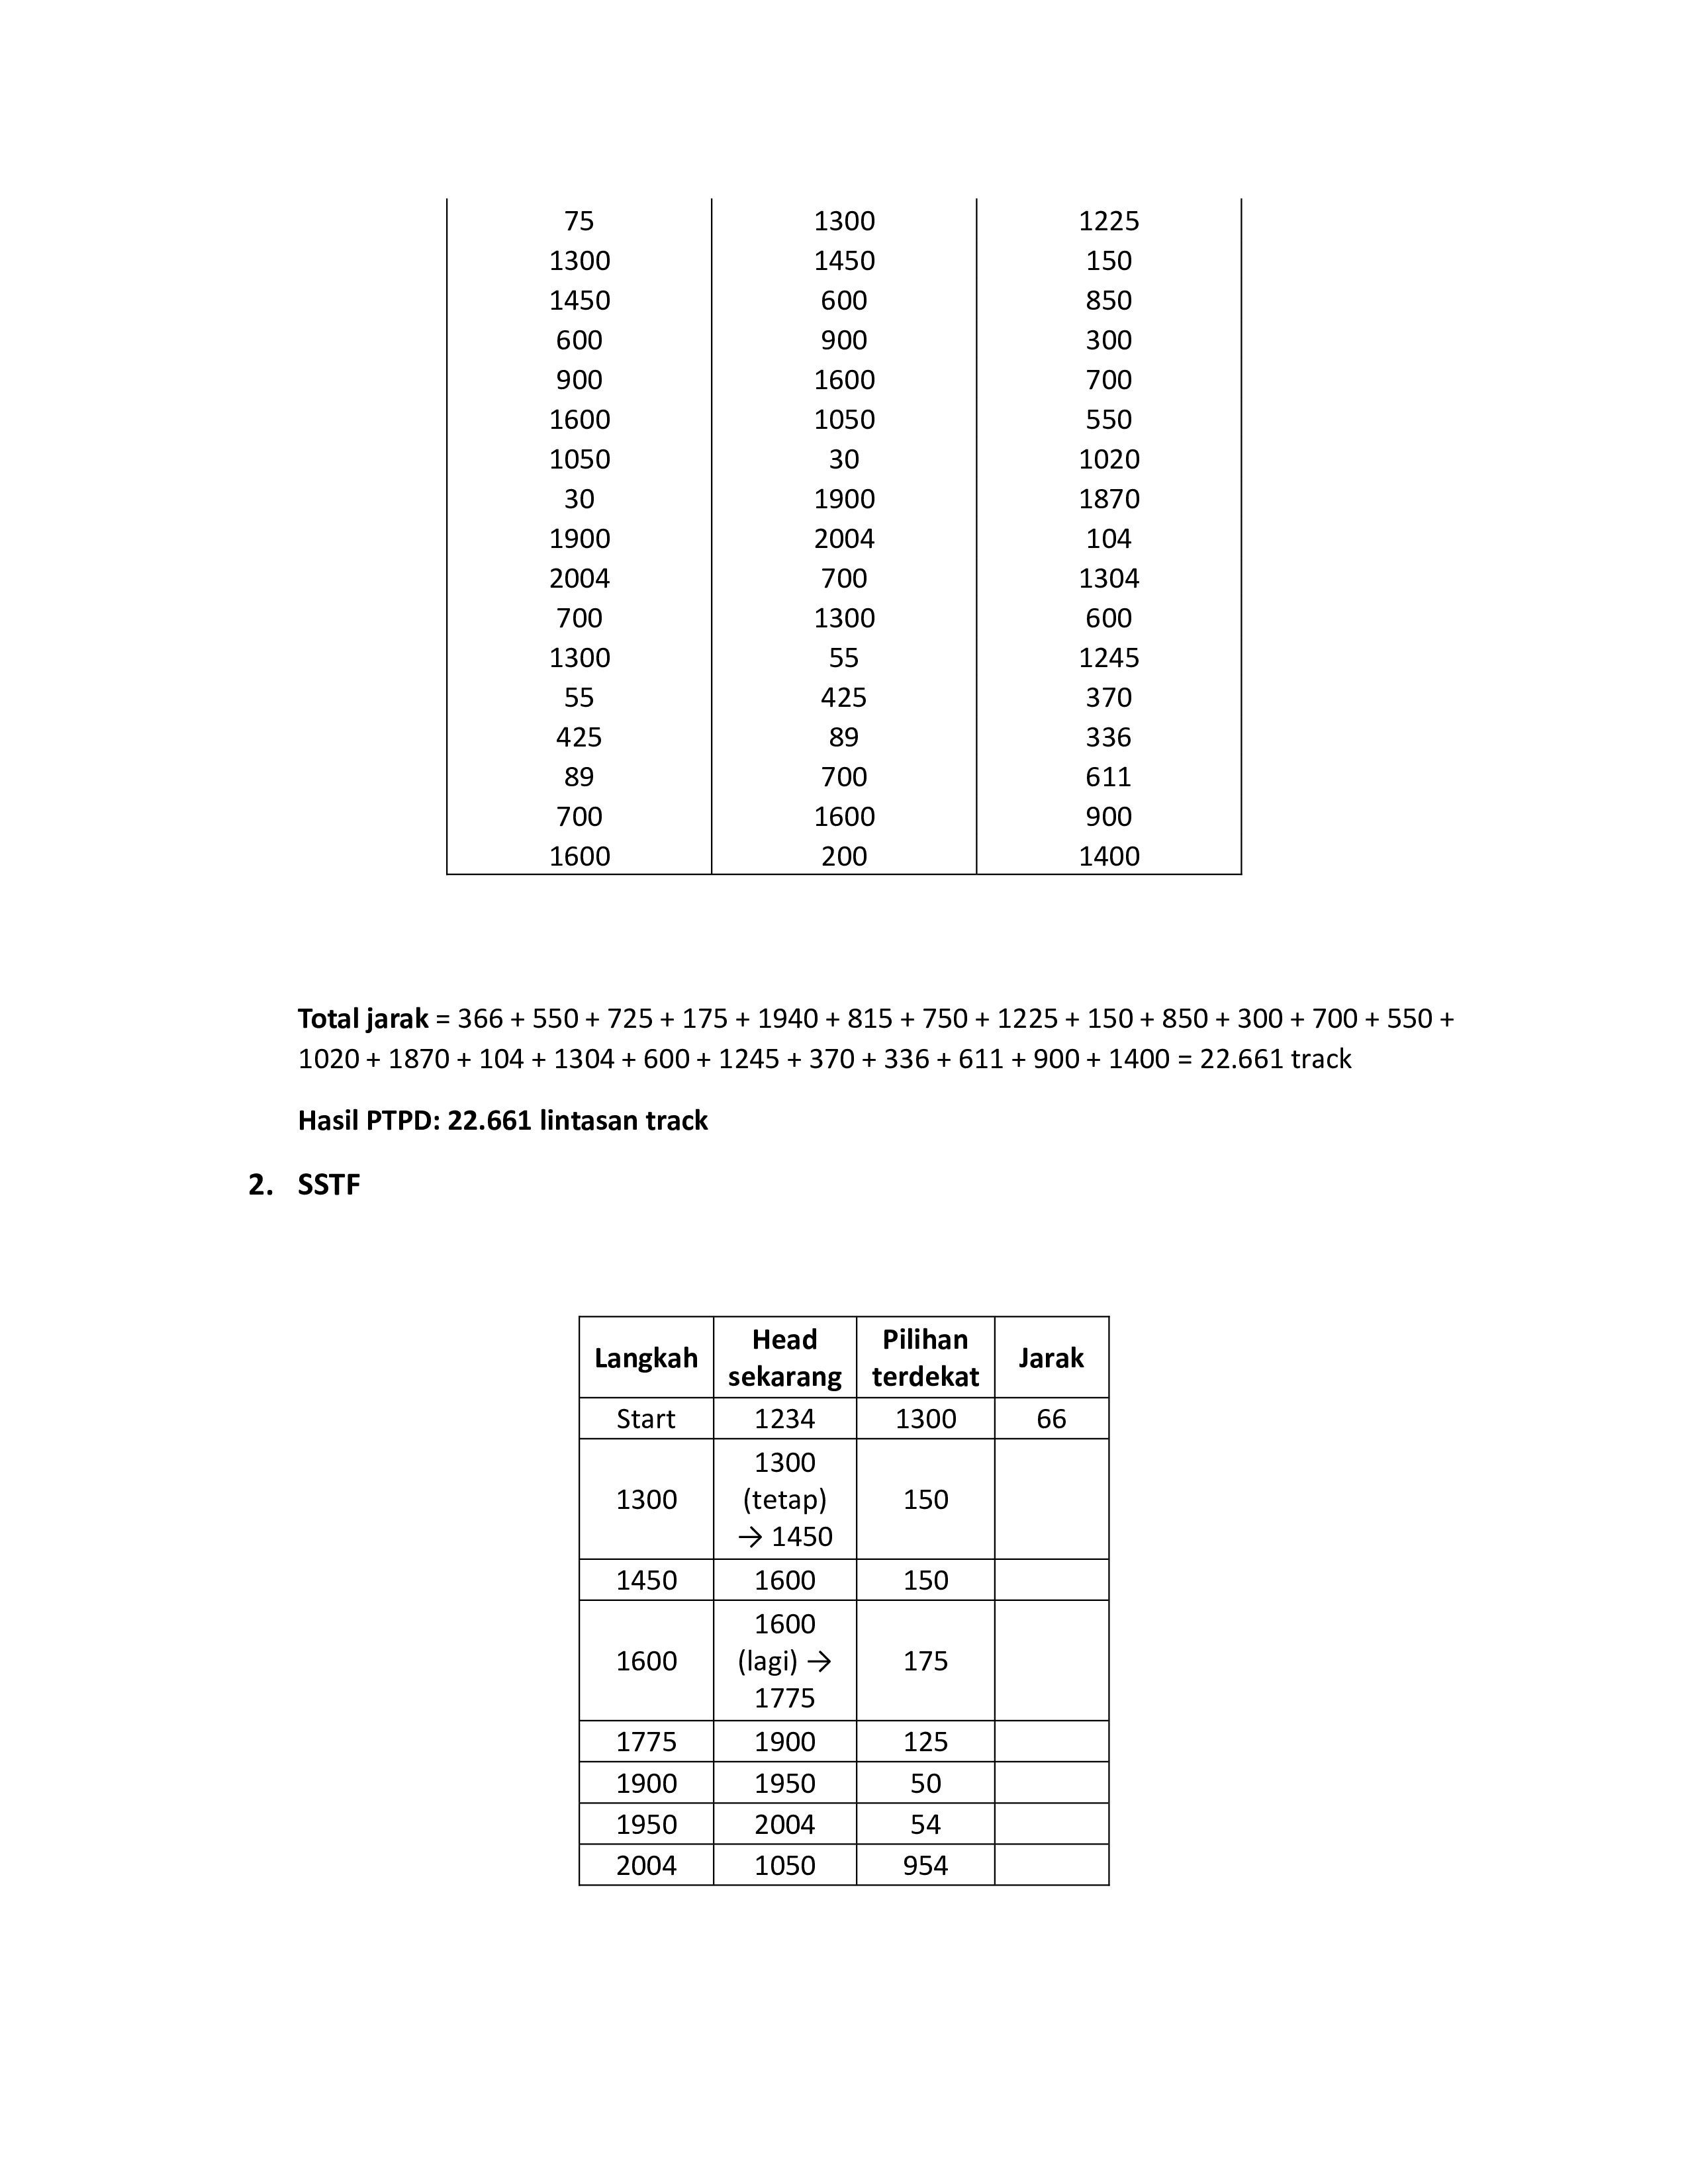 75 1300 1225
1300 1450 150
1450 600 850
600 900 300
900 1600 700
1600 1050 550
1050 30 1020
30 1900 1870
1900 2004 104
2004 700 1304
700 1300 600
1300 55 1245
55 425 370
425 89 336
89 700 611
700 1600 900
1600 200 1400
Total jarak = 366 + 550 + 725 + 175 + 1940 + 815 + 750 + 1225 + 150 + 850 + 300 + 700 + 550 +
1020 + 1870 + 104 + 1304 + 600 + 1245 + 370 + 336 + 611 + 900 + 1400 = 22.661 track
Hasil PTPD: 22.661 lintasan track
2. SSTF
Langkah Head sekarang Pilihan terdekat Jarak
Start 1234 1300 66
1300 1300 (tetap) → 1450 150
1450 1600 150
1600 1600 (lagi) → 1775 175
1775 1900 125
1900 1950 50
1950 2004 54
2004 1050 954